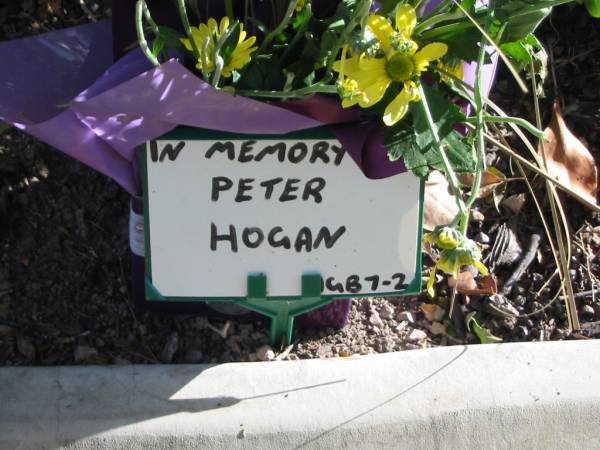 IN MEMORY
PETER
HOGAN
GB7-2